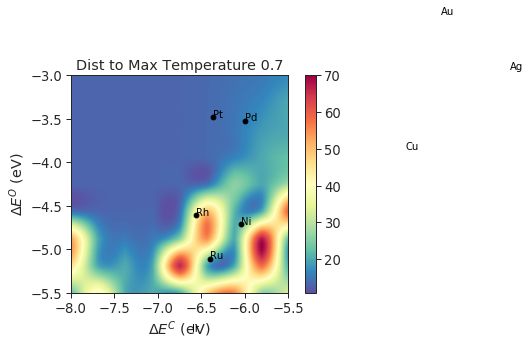 Au
Dist to Max Temperature 0.7
Ag
−3.0
70
Pt
Pd
−3.5
60
Cu
−4.0
50
ΔE^O (eV)
−4.5
Rh
40
Ni
−5.0
Ru
30
−5.5
20
−8.0 −7.5 −7.0 −6.5 −6.0 −5.5
ΔE^C (eV)